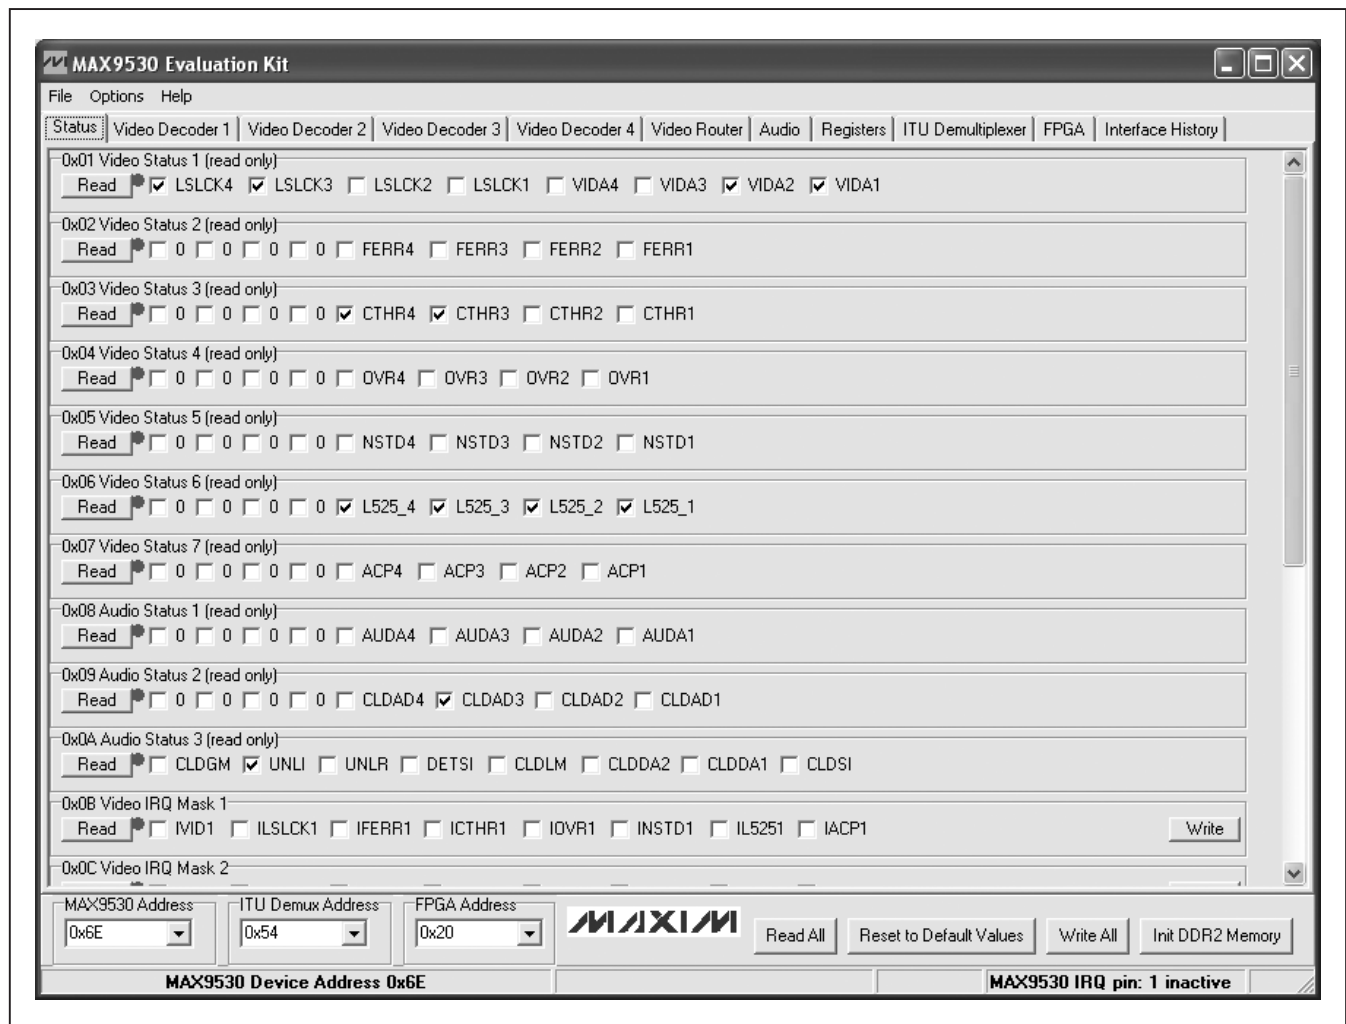 MAX9530 Evaluation Kit
File Options Help
Status Video Decoder 1 Video Decoder 2 Video Decoder 3 Video Decoder 4 Video Router Audio Registers ITU Demultiplexer FPGA Interface History
0x01 Video Status 1 (read only)
Read LSLCK4 LSLCK3 LSLCK2 LSLCK1 VIDA4 VIDA3 VIDA2 VIDA1
0x02 Video Status 2 (read only)
Read 0 0 0 0 FERR4 FERR3 FERR2 FERR1
0x03 Video Status 3 (read only)
Read 0 0 0 0 CTHR4 CTHR3 CTHR2 CTHR1
0x04 Video Status 4 (read only)
Read 0 0 0 0 OVR4 OVR3 OVR2 OVR1
0x05 Video Status 5 (read only)
Read 0 0 0 0 NSTD4 NSTD3 NSTD2 NSTD1
0x06 Video Status 6 (read only)
Read 0 0 0 0 L525_4 L525_3 L525_2 L525_1
0x07 Video Status 7 (read only)
Read 0 0 0 0 ACP4 ACP3 ACP2 ACP1
0x08 Audio Status 1 (read only)
Read 0 0 0 0 AUDA4 AUDA3 AUDA2 AUDA1
0x09 Audio Status 2 (read only)
Read 0 0 0 0 CLDAD4 CLDAD3 CLDAD2 CLDAD1
0x0A Audio Status 3 (read only)
Read CLDGM UNLI UNLR DETSI CLDLM CLDDA2 CLDDA1 CLDSI
0x0B Video IRQ Mask 1
Read IVID1 ILSLCK1 IFERR1 ICTHR1 IOVR1 INSTD1 IL5251 IACP1 Write
0x0C Video IRQ Mask 2
MAX9530 Address ITU Demux Address FPGA Address
0x6E 0x54 0x20 MAXIM Read All Reset to Default Values Write All Init DDR2 Memory
MAX9530 Device Address 0x6E MAX9530 IRQ pin: 1 inactive